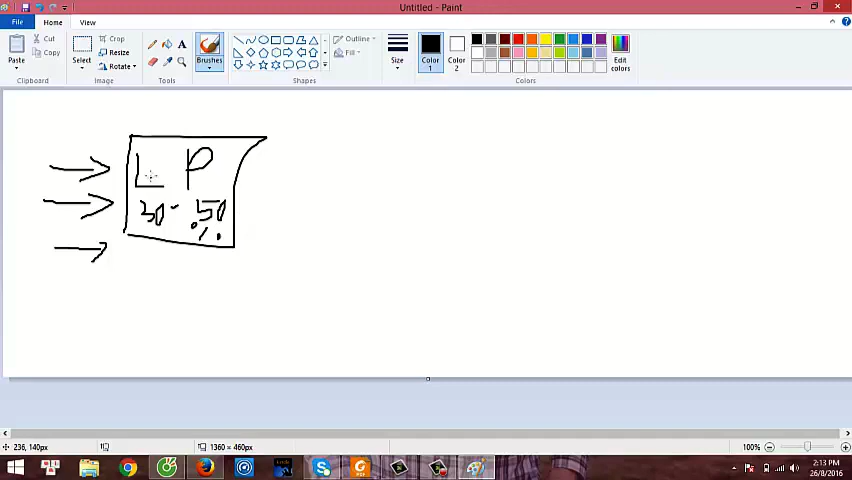 Untitled - Paint
File Home View
Paste
Cut
Copy
Clipboard
Select
Crop
Resize
Rotate
Image
A
Tools
Brushes
Outline
Fill
Shapes
Size
Color 1
Color 2
Edit colors
Colors
L P
30 - 50
%
236, 140px
1360 × 460px
100%
PDF
2:13 PM
26/8/2016